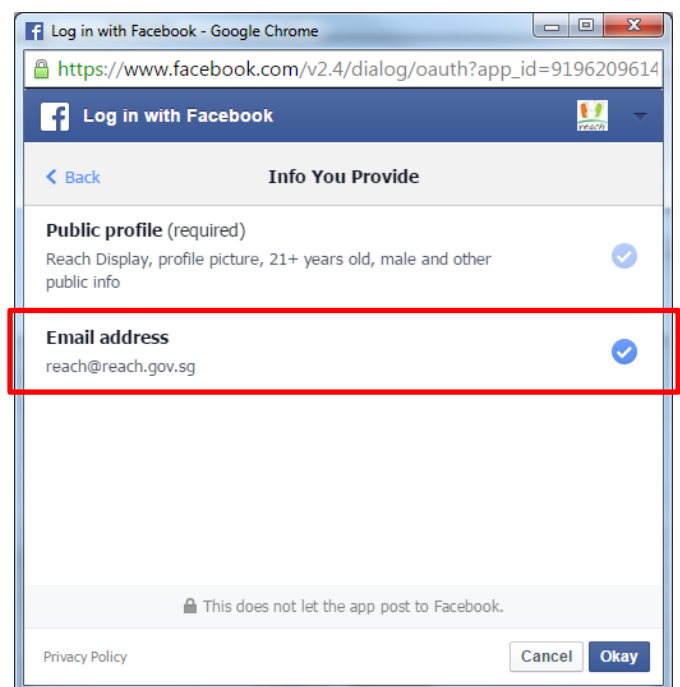 Log in with Facebook - Google Chrome
https://www.facebook.com/v2.4/dialog/oauth?app_id=9196209614
Log in with Facebook
reach
Back
Info You Provide
Public profile (required)
Reach Display, profile picture, 21+ years old, male and other
public info
Email address
reach@reach.gov.sg
This does not let the app post to Facebook.
Privacy Policy
Cancel
Okay